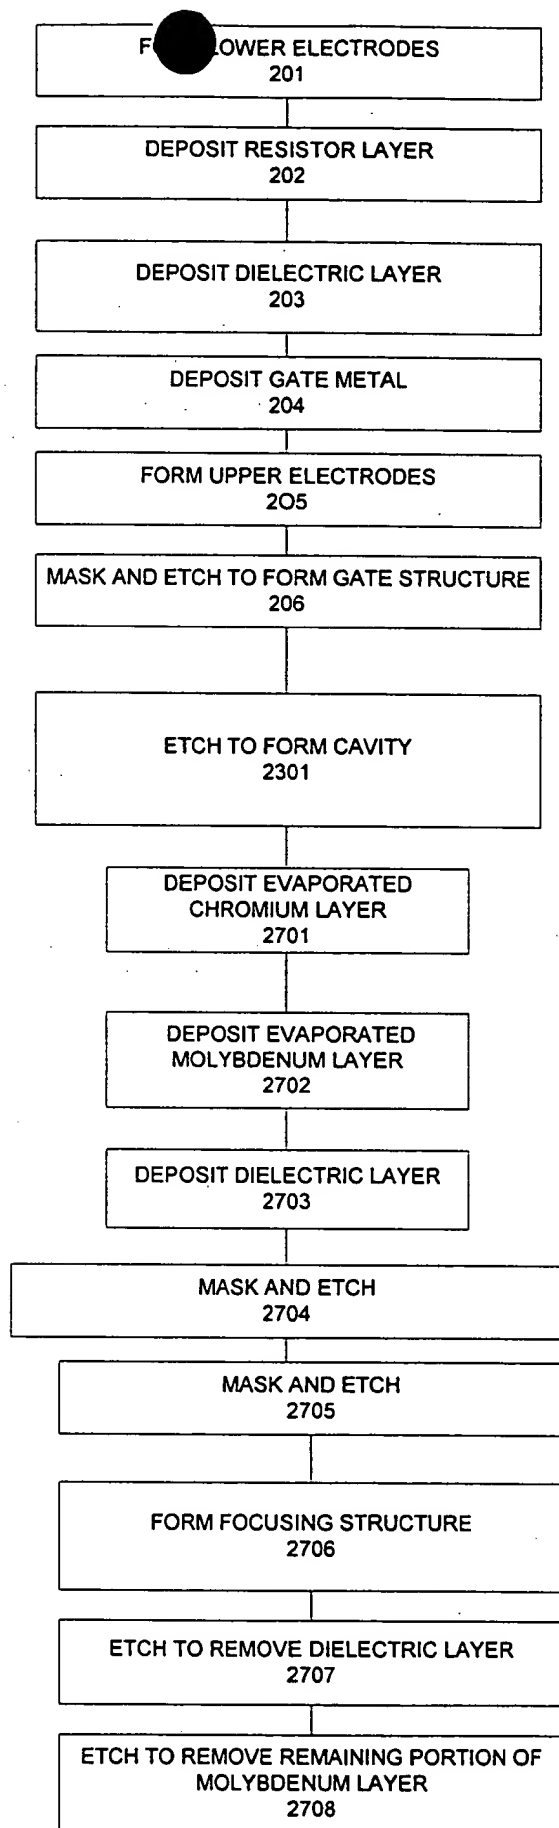 LOWER ELECTRODES
201
DEPOSIT RESISTOR LAYER
202
DEPOSIT DIELECTRIC LAYER
203
DEPOSIT GATE METAL
204
FORM UPPER ELECTRODES
2O5
MASK AND ETCH TO FORM GATE STRUCTURE
206
ETCH TO FORM CAVITY
2301
DEPOSIT EVAPORATED
CHROMIUM LAYER
2701
DEPOSIT EVAPORATED
MOLYBDENUM LAYER
2702
DEPOSIT DIELECTRIC LAYER
2703
MASK AND ETCH
2704
MASK AND ETCH
2705
FORM FOCUSING STRUCTURE
2706
ETCH TO REMOVE DIELECTRIC LAYER
2707
ETCH TO REMOVE REMAINING PORTION OF
MOLYBDENUM LAYER
2708